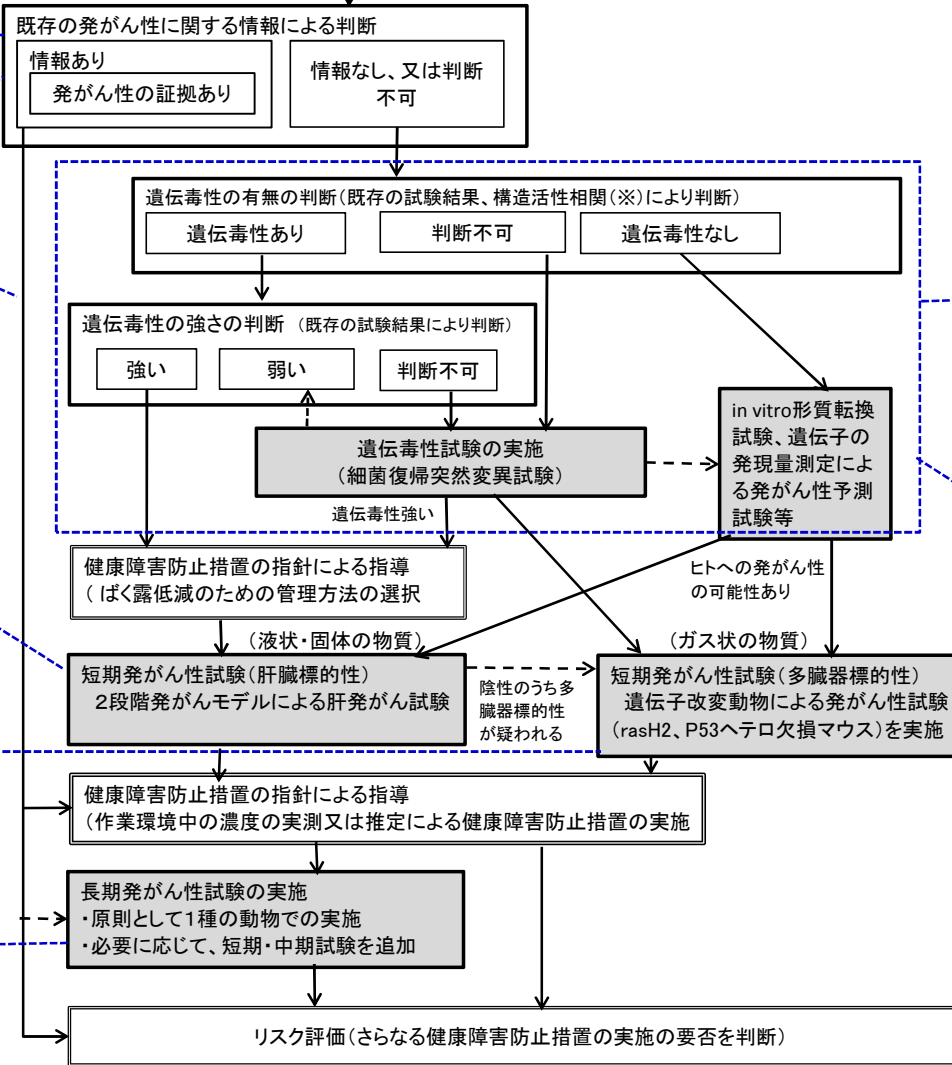 既存の発がん性に関する情報による判断
情報あり
発がん性の証拠あり
情報なし、又は判断
不可
遺伝毒性の有無の判断(既存の試験結果、構造活性相関(※)により判断)
遺伝毒性あり
判断不可
遺伝毒性なし
遺伝毒性の強さの判断 (既存の試験結果により判断)
強い
弱い
判断不可
in vitro形質転換
試験、遺伝子の
発現量測定によ
る発がん性予測
試験等
遺伝毒性試験の実施
(細菌復帰突然変異試験)
遺伝毒性強い
健康障害防止措置の指針による指導
(ばく露低減のための管理方法の選択
ヒトへの発がん性
の可能性あり
(液状・固体の物質)
(ガス状の物質)
短期発がん性試験(肝臓標的性)
2段階発がんモデルによる肝発がん試験
陰性のうち多
臓器標的性
が疑われる
短期発がん性試験(多臓器標的性)
遺伝子改変動物による発がん性試験
(rasH2、P53ヘテロ欠損マウス)を実施
健康障害防止措置の指針による指導
(作業環境中の濃度の実測又は推定による健康障害防止措置の実施
長期発がん性試験の実施
・原則として1種の動物での実施
・必要に応じて、短期・中期試験を追加
リスク評価(さらなる健康障害防止措置の実施の要否を判断)